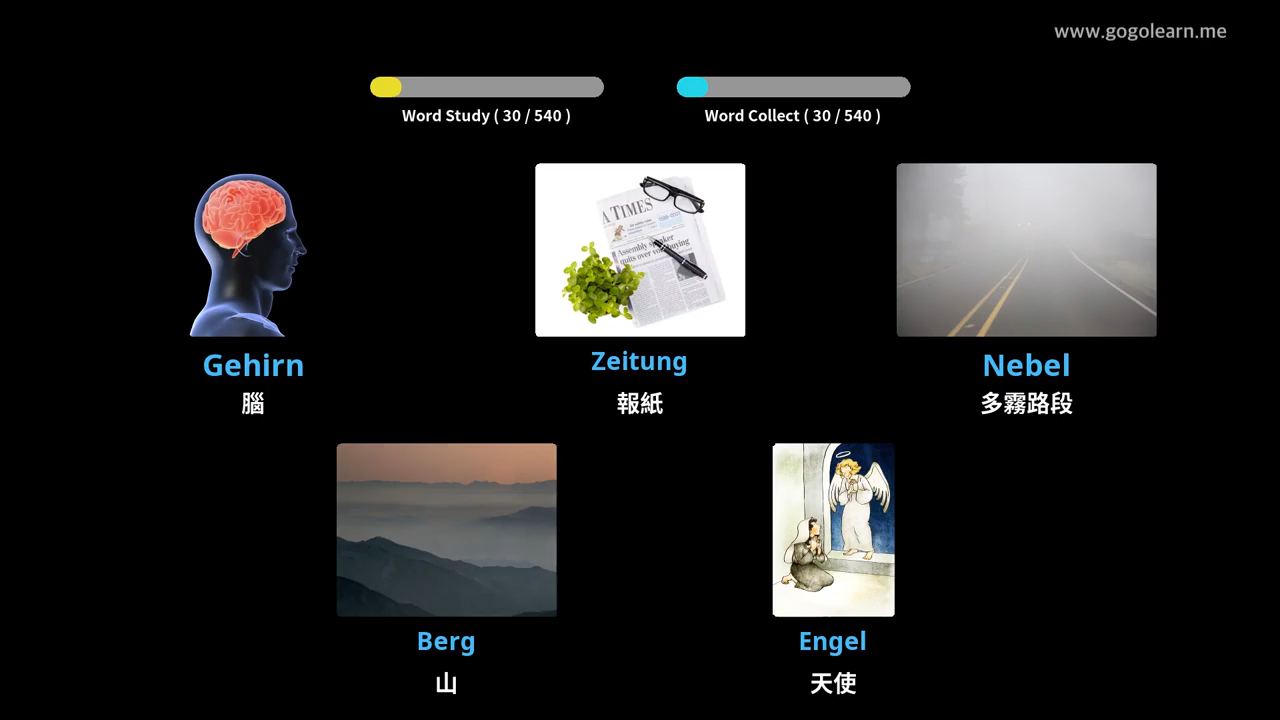 www.gogolearn.me
Word Study ( 30 / 540 )
Word Collect ( 30 / 540 )
A TIMES
Gehirn
腦
Zeitung
報紙
Nebel
多霧路段
Berg
山
Engel
天使